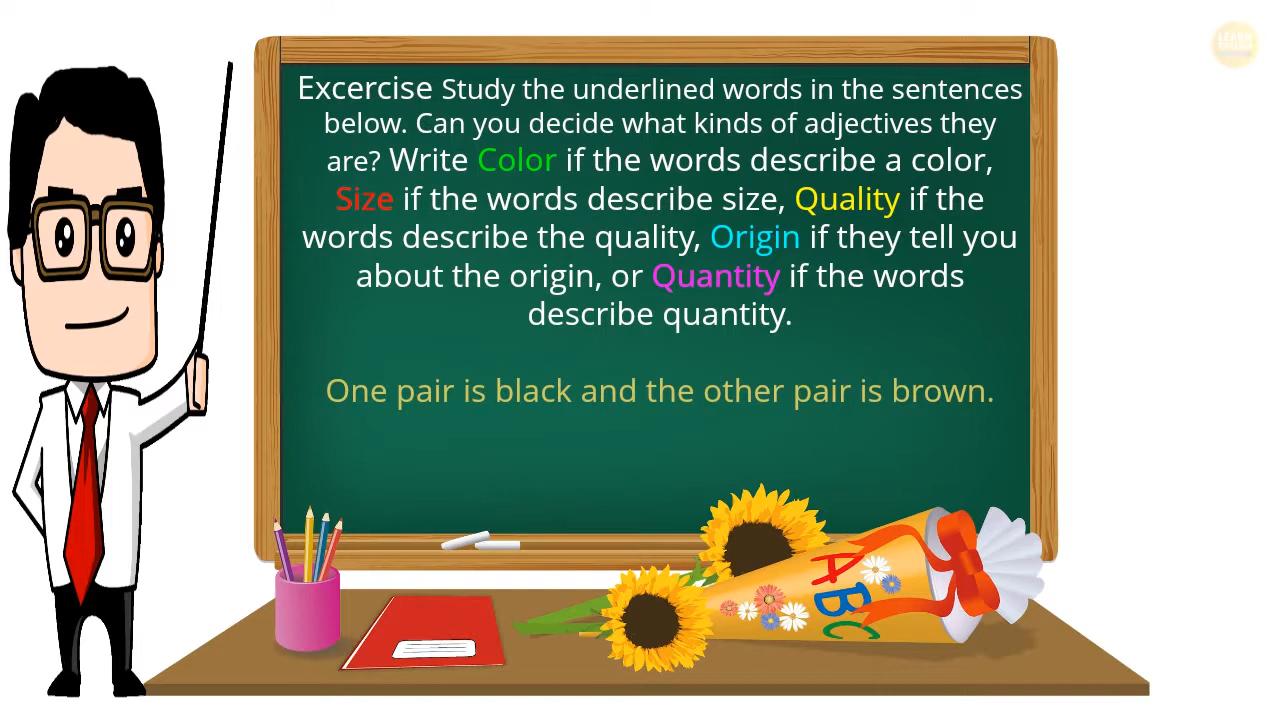 Excercise Study the underlined words in the sentences
below. Can you decide what kinds of adjectives they
are? Write Color if the words describe a color,
Size if the words describe size, Quality if the
words describe the quality, Origin if they tell you
about the origin, or Quantity if the words
describe quantity.
One pair is black and the other pair is brown.
A
B
C
LEARN
ENGLISH